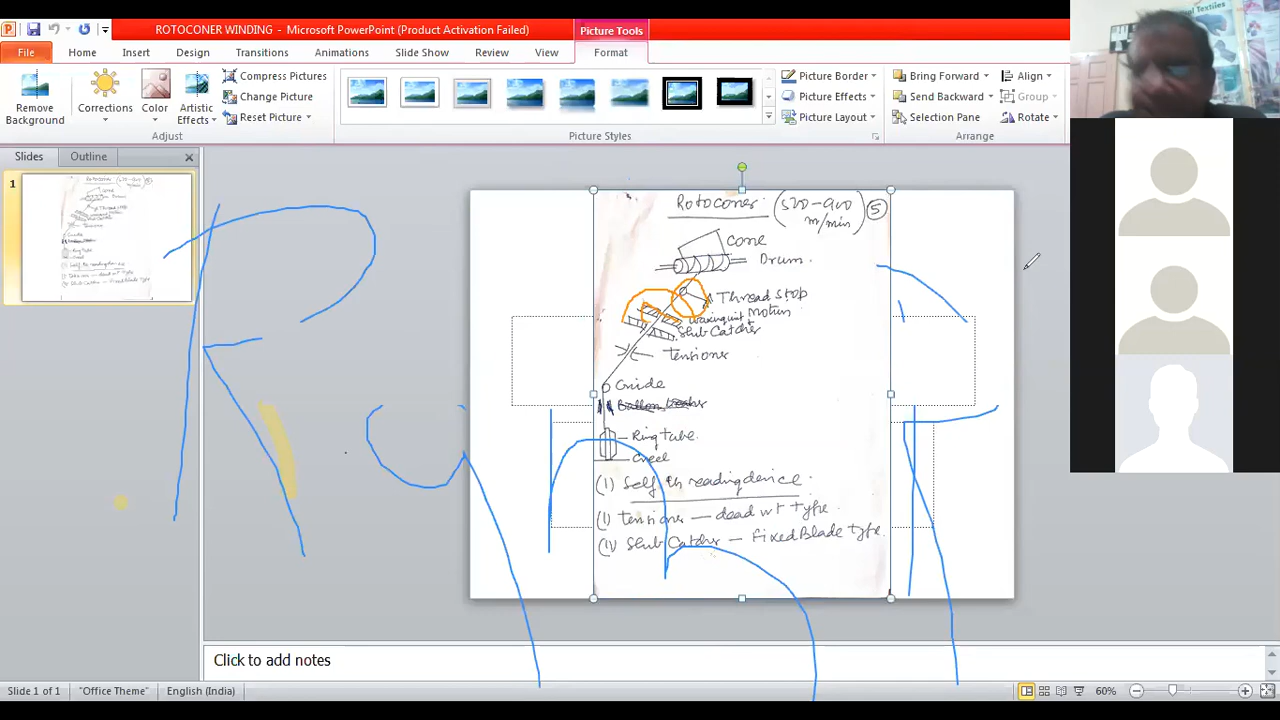 ROTOCONER WINDING - Microsoft PowerPoint (Product Activation Failed)
Picture Tools
File Home Insert Design Transitions Animations Slide Show Review View Format
Remove Background
Corrections
Color
Artistic Effects
Compress Pictures
Change Picture
Reset Picture
Adjust
Picture Styles
Picture Border
Picture Effects
Picture Layout
Bring Forward
Send Backward
Selection Pane
Align
Group
Rotate
Arrange
Slides Outline
1
Rotoconer (520-900 m/min) 5
Cone
Drum.
Thread stop
Motion
Slub Catcher
Tensioner
Guide
Ring tube.
Creel
(1) Self threading device
(1) Tensioner — dead wt type.
(1) Slub Catcher — Fixed Blade type.
Click to add notes
Slide 1 of 1 "Office Theme" English (India) 60%